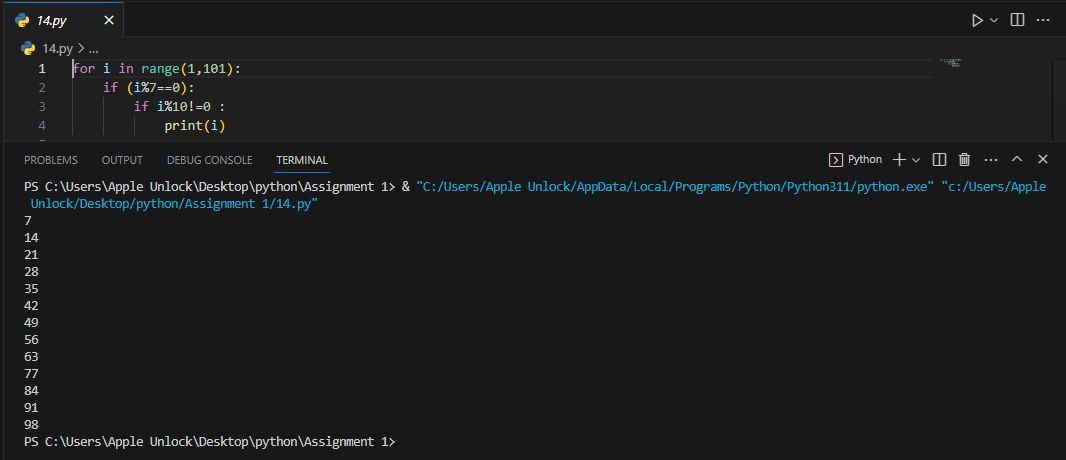 14.py
14.py > ...
1 for i in range(1,101):
2 if (i%7==0):
3 if i%10!=0 :
4 print(i)
PROBLEMS OUTPUT DEBUG CONSOLE TERMINAL Python
PS C:\Users\Apple Unlock\Desktop\python\Assignment 1> & "C:/Users/Apple Unlock/AppData/Local/Programs/Python/Python311/python.exe" "c:/Users/Apple
Unlock/Desktop/python/Assignment 1/14.py"
7
14
21
28
35
42
49
56
63
77
84
91
98
PS C:\Users\Apple Unlock\Desktop\python\Assignment 1>